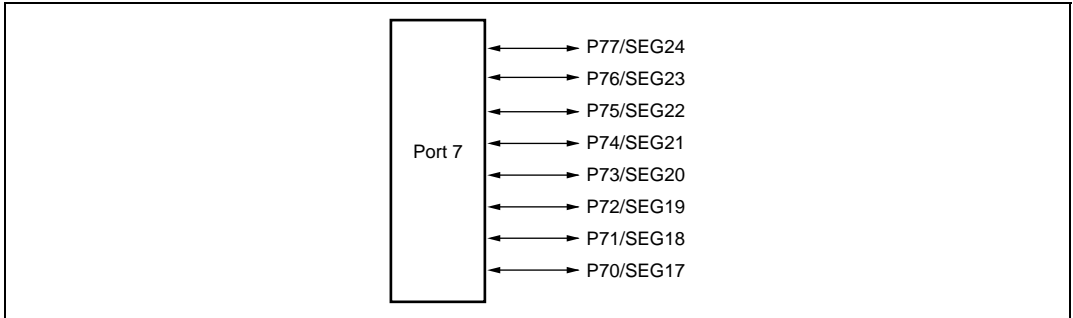 P77/SEG24
P76/SEG23
P75/SEG22
P74/SEG21
Port 7
P73/SEG20
P72/SEG19
P71/SEG18
P70/SEG17